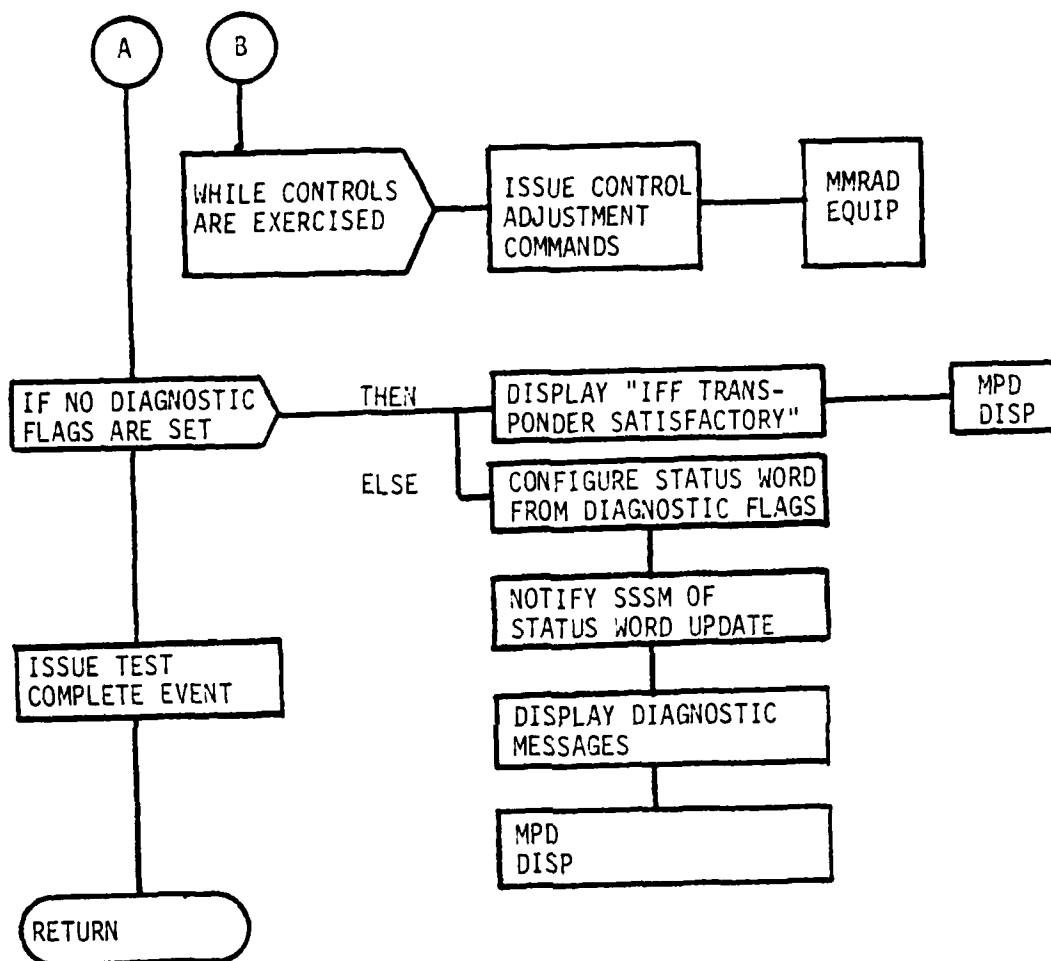 A
B
WHILE CONTROLS
ARE EXERCISED
ISSUE CONTROL
ADJUSTMENT
COMMANDS
MMRAD
EQUIP
IF NO DIAGNOSTIC
FLAGS ARE SET
THEN
DISPLAY "IFF TRANS-
PONDER SATISFACTORY"
MPD
DISP
ELSE
CONFIGURE STATUS WORD
FROM DIAGNOSTIC FLAGS
NOTIFY SSSM OF
STATUS WORD UPDATE
ISSUE TEST
COMPLETE EVENT
DISPLAY DIAGNOSTIC
MESSAGES
MPD
DISP
RETURN